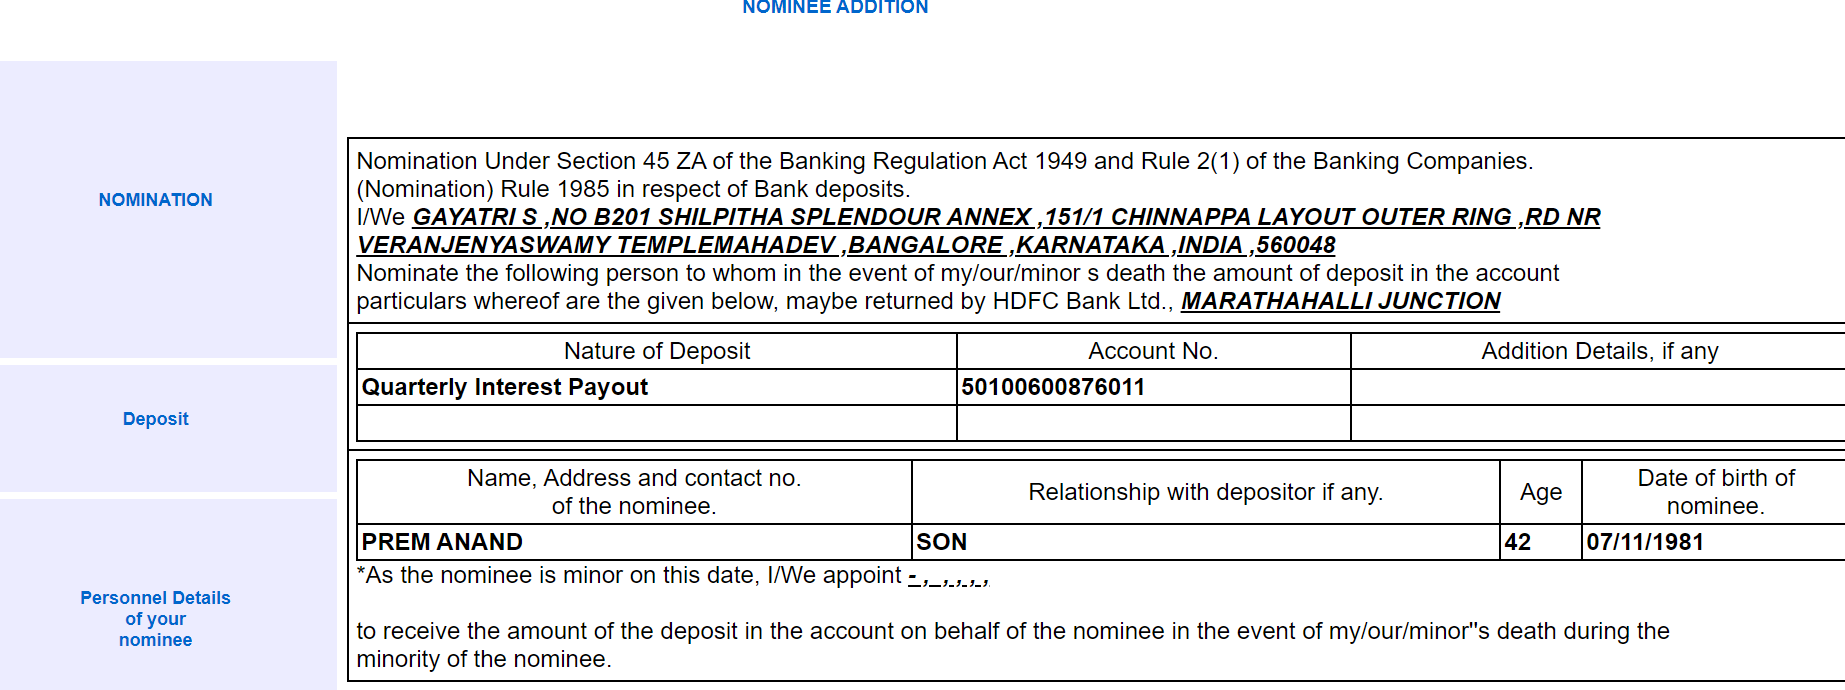 NOMINEE ADDITION
NOMINATION
Nomination Under Section 45 ZA of the Banking Regulation Act 1949 and Rule 2(1) of the Banking Companies.
(Nomination) Rule 1985 in respect of Bank deposits.
I/We GAYATRI S ,NO B201 SHILPITHA SPLENDOUR ANNEX ,151/1 CHINNAPPA LAYOUT OUTER RING ,RD NR
VERANJENYASWAMY TEMPLEMAHADEV ,BANGALORE ,KARNATAKA ,INDIA ,560048
Nominate the following person to whom in the event of my/our/minor s death the amount of deposit in the account
particulars whereof are the given below, maybe returned by HDFC Bank Ltd., MARATHAHALLI JUNCTION
Deposit
Nature of Deposit Account No. Addition Details, if any
Quarterly Interest Payout 50100600876011
Personnel Details
of your
nominee
Name, Address and contact no.
of the nominee.
Relationship with depositor if any.
Age
Date of birth of
nominee.
PREM ANAND SON 42 07/11/1981
*As the nominee is minor on this date, I/We appoint - , , , , ,
to receive the amount of the deposit in the account on behalf of the nominee in the event of my/our/minor"s death during the
minority of the nominee.